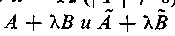 A + λB и Ã + λB̃